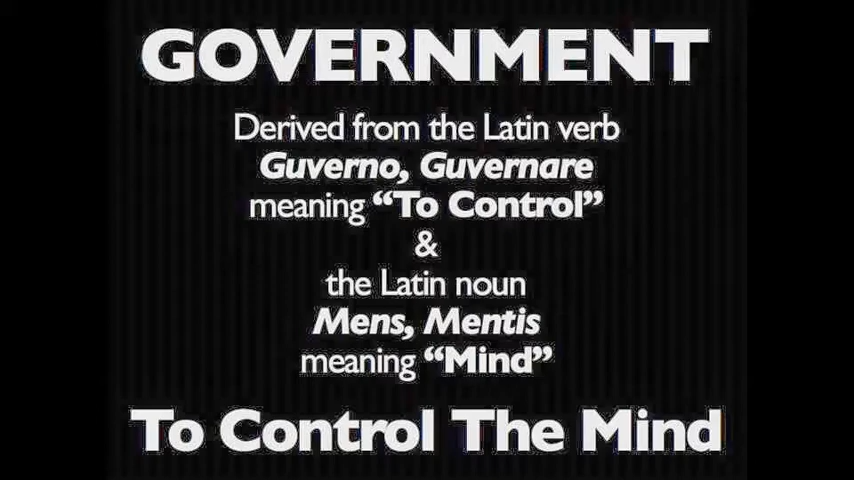 GOVERNMENT
Derived from the Latin verb
Guverno, Guvernare
meaning “To Control”
&
the Latin noun
Mens, Mentis
meaning “Mind”
To Control The Mind